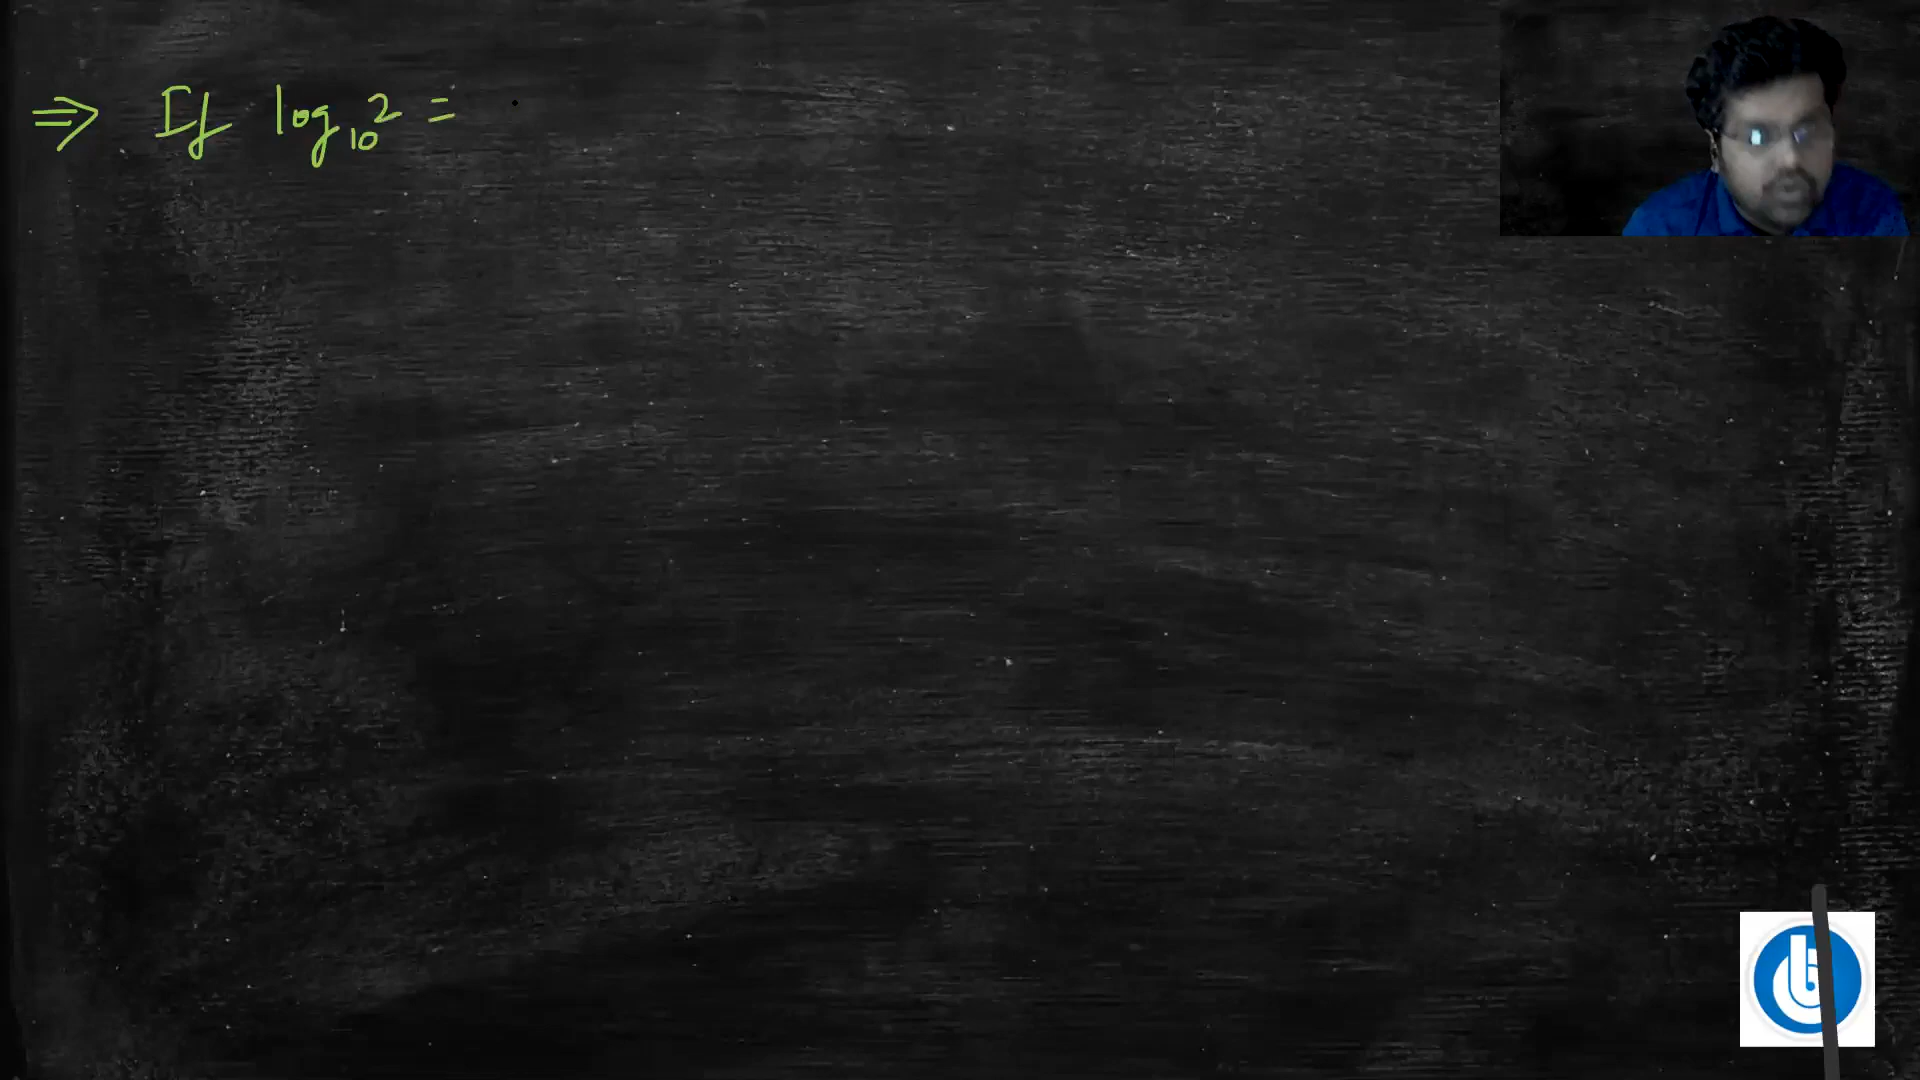 ⇒ If log₁₀2 =